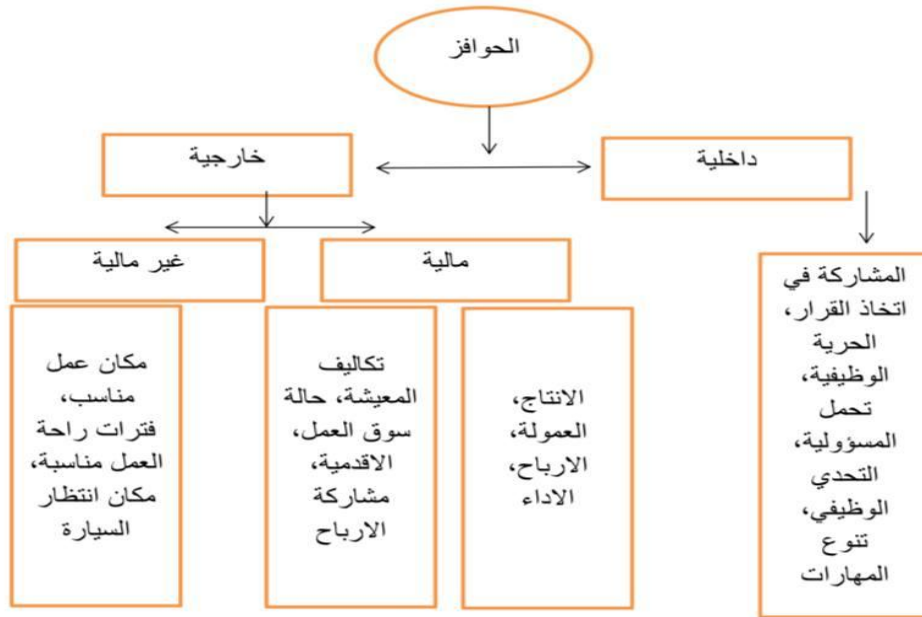 الحوافز
داخلية
خارجية
مالية
غير مالية
المشاركة في
اتخاذ القرار،
الحرية
الوظيفية،
تحمل
المسؤولية،
التحدي
الوظيفي،
تنوع
المهارات
الانتاج،
العمولة،
الارباح،
الاداء
تكاليف
المعيشة، حالة
سوق العمل،
الاقدمية،
مشاركة
الارباح
مكان عمل
مناسب،
فترات راحة
العمل مناسبة،
مكان انتظار
السيارة